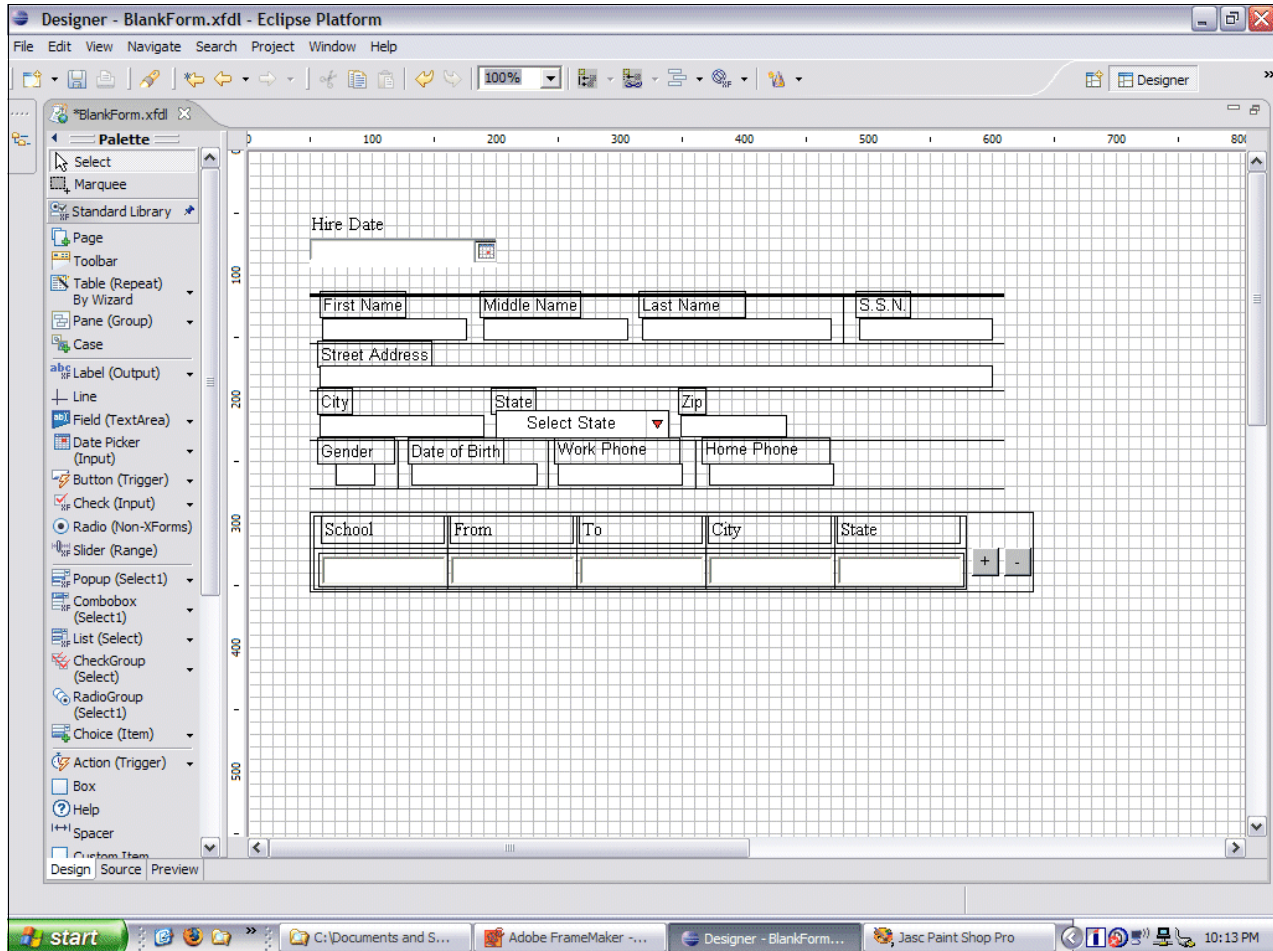 Designer - BlankForm.xfdl - Eclipse Platform
File Edit View Navigate Search Project Window Help
100%
Designer
»
*BlankForm.xfdl
Palette
0 100 200 300 400 500 600 700 800
Select
Marquee
Standard Library
Page
Toolbar
Table (Repeat)
By Wizard
Pane (Group)
Case
Label (Output)
Line
Field (TextArea)
Date Picker
(Input)
Button (Trigger)
Check (Input)
Radio (Non-XForms)
Slider (Range)
Popup (Select1)
Combobox
(Select1)
List (Select)
CheckGroup
(Select)
RadioGroup
(Select1)
Choice (Item)
Action (Trigger)
Box
Help
Spacer
Custom Item
100
200
300
400
500
Hire Date
First Name Middle Name Last Name S.S.N.
Street Address
City State Zip
Select State
Gender Date of Birth Work Phone Home Phone
School From To City State
+ -
Design Source Preview
start » C:\Documents and S... Adobe FrameMaker -... Designer - BlankForm... Jasc Paint Shop Pro 10:13 PM